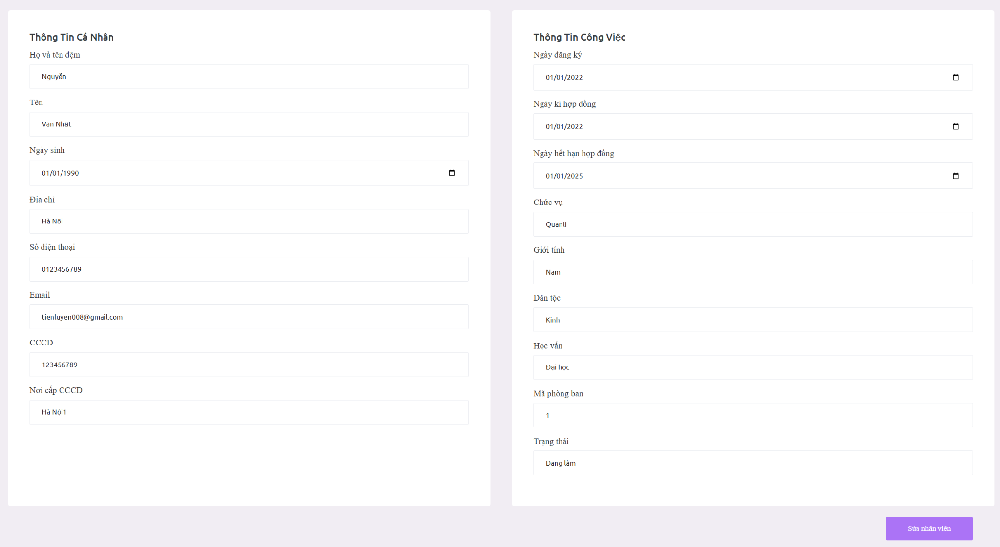 Thông Tin Cá Nhân
Họ và tên đệm
Nguyễn
Tên
Văn Nhật
Ngày sinh
01/01/1990
Địa chỉ
Hà Nội
Số điện thoại
0123456789
Email
tienluyen008@gmail.com
CCCD
123456789
Nơi cấp CCCD
Hà Nội1
Thông Tin Công Việc
Ngày đăng ký
01/01/2022
Ngày kí hợp đồng
01/01/2022
Ngày hết hạn hợp đồng
01/01/2025
Chức vụ
Quanli
Giới tính
Nam
Dân tộc
Kinh
Học vấn
Đại học
Mã phòng ban
1
Trạng thái
Đang làm
Sửa nhân viên